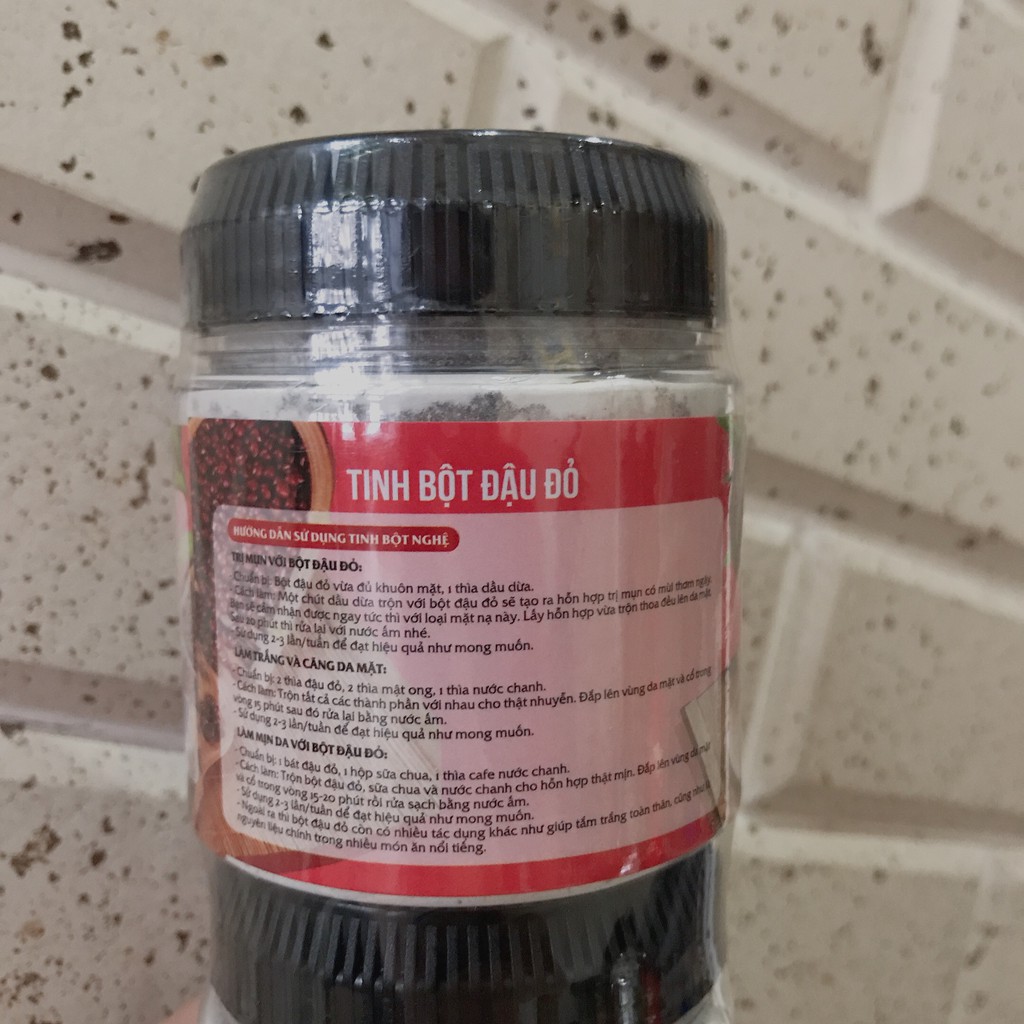 TINH BỘT ĐẬU ĐỎ
HƯỚNG DẪN SỬ DỤNG TINH BỘT NGHỆ
TRỊ MỤN VỚI BỘT ĐẬU ĐỎ:
- Chuẩn bị: Bột đậu đỏ vừa đủ khuôn mặt, 1 thìa dầu dừa.
- Cách làm: Một chút dầu dừa trộn với bột đậu đỏ sẽ tạo ra hỗn hợp trị mụn có mùi thơm ngậy.
Bạn sẽ cảm nhận được ngay tức thì với loại mặt nạ này. Lấy hỗn hợp vừa trộn thoa đều lên da mặt.
Sau 20 phút thì rửa lại với nước ấm nhé.
- Sử dụng 2-3 lần/tuần để đạt hiệu quả như mong muốn.
LÀM TRẮNG VÀ CĂNG DA MẶT:
- Chuẩn bị: 2 thìa đậu đỏ, 2 thìa mật ong, 1 thìa nước chanh.
- Cách làm: Trộn tất cả các thành phần với nhau cho thật nhuyễn. Đắp lên vùng da mặt và cổ trong
vòng 15 phút sau đó rửa lại bằng nước ấm.
- Sử dụng 2-3 lần/tuần để đạt hiệu quả như mong muốn.
LÀM MỊN DA VỚI BỘT ĐẬU ĐỎ:
- Chuẩn bị: 1 bát đậu đỏ, 1 hộp sữa chua, 1 thìa cafe nước chanh.
- Cách làm: Trộn bột đậu đỏ, sữa chua và nước chanh cho hỗn hợp thật mịn. Đắp lên vùng da mặt
và cổ trong vòng 15-20 phút rồi rửa sạch bằng nước ấm.
- Sử dụng 2-3 lần/tuần để đạt hiệu quả như mong muốn.
- Ngoài ra thì bột đậu đỏ còn có nhiều tác dụng khác như giúp tắm trắng toàn thân, cũng như
nguyên liệu chính trong nhiều món ăn nổi tiếng.